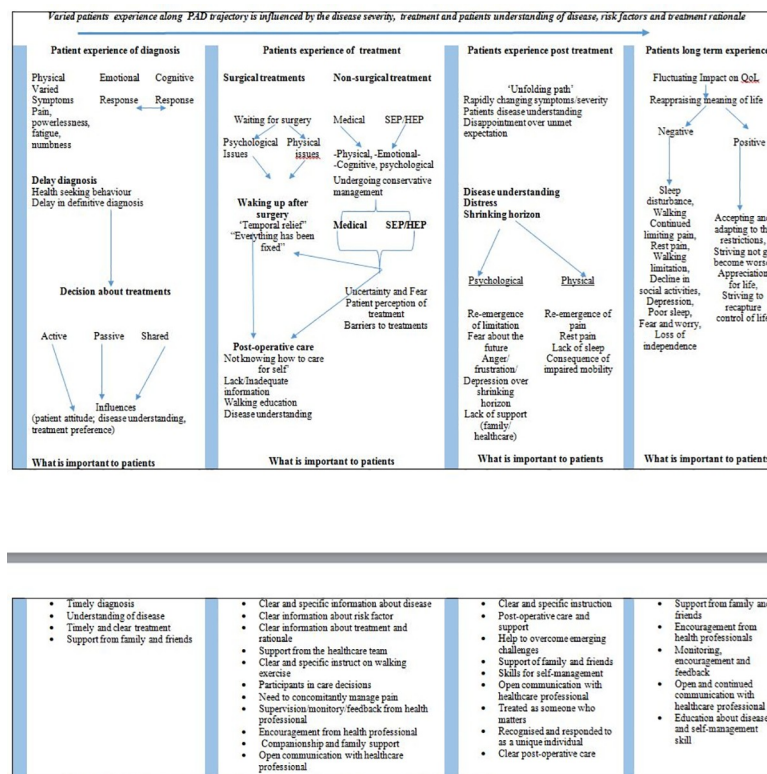 Varied patients experience along PAD trajectory is influenced by the disease severity, treatment and patients understanding of disease, risk factors and treatment rationale
Patient experience of diagnosis
Physical Emotional Cognitive
Varied
Symptoms Response Response
Pain,
powerlessness,
fatigue,
numbness
Delay diagnosis
Health seeking behaviour
Delay in definitive diagnosis
Decision about treatments
Active Passive Shared
Influences
(patient attitude; disease understanding,
treatment preference)
What is important to patients
Patients experience of treatment
Surgical treatments Non-surgical treatment
Waiting for surgery
Psychological Physical
Issues issues
Medical SEP/HEP
-Physical, -Emotional-
-Cognitive, psychological
Undergoing conservative
management
Waking up after
surgery
'Temporal relief"
"Everything has been
fixed"
Medical SEP/HEP
Uncertainty and Fear
Patient perception of
treatment
Barriers to treatments
Post-operative care
Not knowing how to care
for self'
Lack/Inadequate
information
Walking education
Disease understanding
What is important to patients
Patients experience post treatment
'Unfolding path'
Rapidly changing symptoms/severity
Patients disease understanding
Disappointment over unmet
expectation
Disease understanding
Distress
Shrinking horizon
Psychological Physical
Re-emergence
of limitation
Fear about the
future
Anger/
frustration/
Depression over
shrinking
horizon
Lack of support
(family/
healthcare)
Re-emergence of
pain
Rest pain
Lack of sleep
Consequence of
impaired mobility
What is important to patients
Patients long term experience
Fluctuating Impact on QoL
Reappraising meaning of life
Negative
Positive
Sleep
disturbance,
Walking
Continued
limiting pain,
Rest pain,
Walking
limitation,
Decline in
social activities,
Depression,
Poor sleep,
Fear and worry,
Loss of
independence
Accepting and
adapting to the
restrictions,
Striving not g
become worse
Appreciation
for life,
Striving to
recapture
control of life
What is important to patients
• Timely diagnosis
• Understanding of disease
• Timely and clear treatment
• Support from family and friends
• Clear and specific information about disease
• Clear information about risk factor
• Clear information about treatment and
rationale
• Support from the healthcare team
• Clear and specific instruct on walking
exercise
• Participants in care decisions
• Need to concomitantly manage pain
• Supervision/monitory/feedback from health
professional
• Encouragement from health professional
• Companionship and family support
• Open communication with healthcare
professional
• Clear and specific instruction
• Post-operative care and
support
• Help to overcome emerging
challenges
• Support of family and friends
• Skills for self-management
• Open communication with
healthcare professional
• Treated as someone who
matters
• Recognised and responded to
as a unique individual
• Clear post-operative care
• Support from family and
friends
• Encouragement from
health professionals
• Monitoring,
encouragement and
feedback
• Open and continued
communication with
healthcare professional
• Education about disease
and self-management
skill